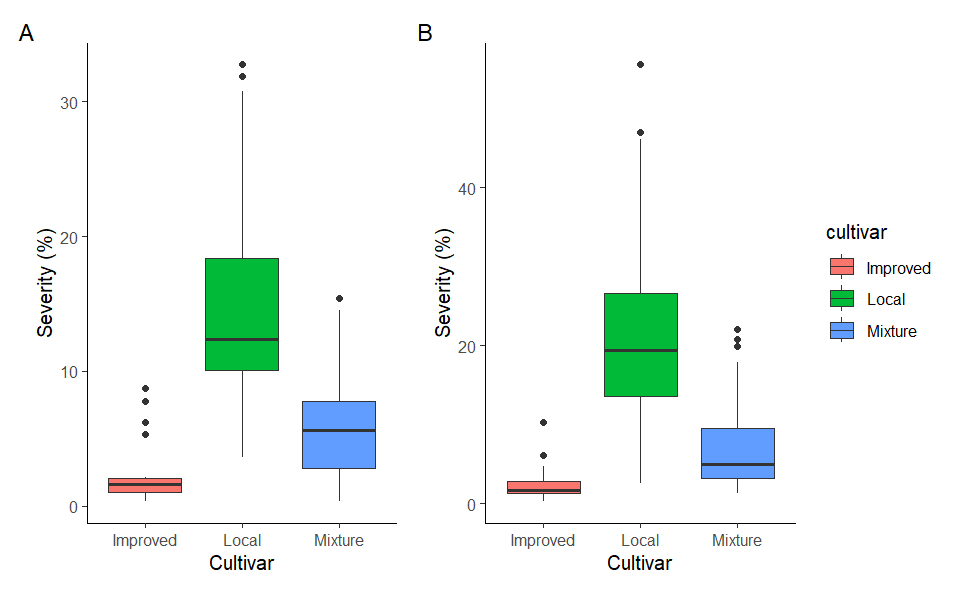 A
Severity (%)
30
20
10
0
Improved Local Mixture
Cultivar
B
Severity (%)
40
20
0
Improved Local Mixture
Cultivar
cultivar
Improved
Local
Mixture